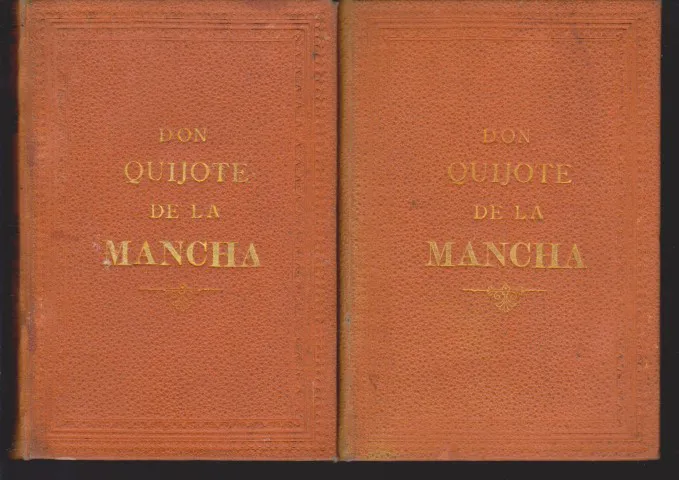 DON
QUIJOTE
DE LA
MANCHA
DON
QUIJOTE
DE LA
MANCHA